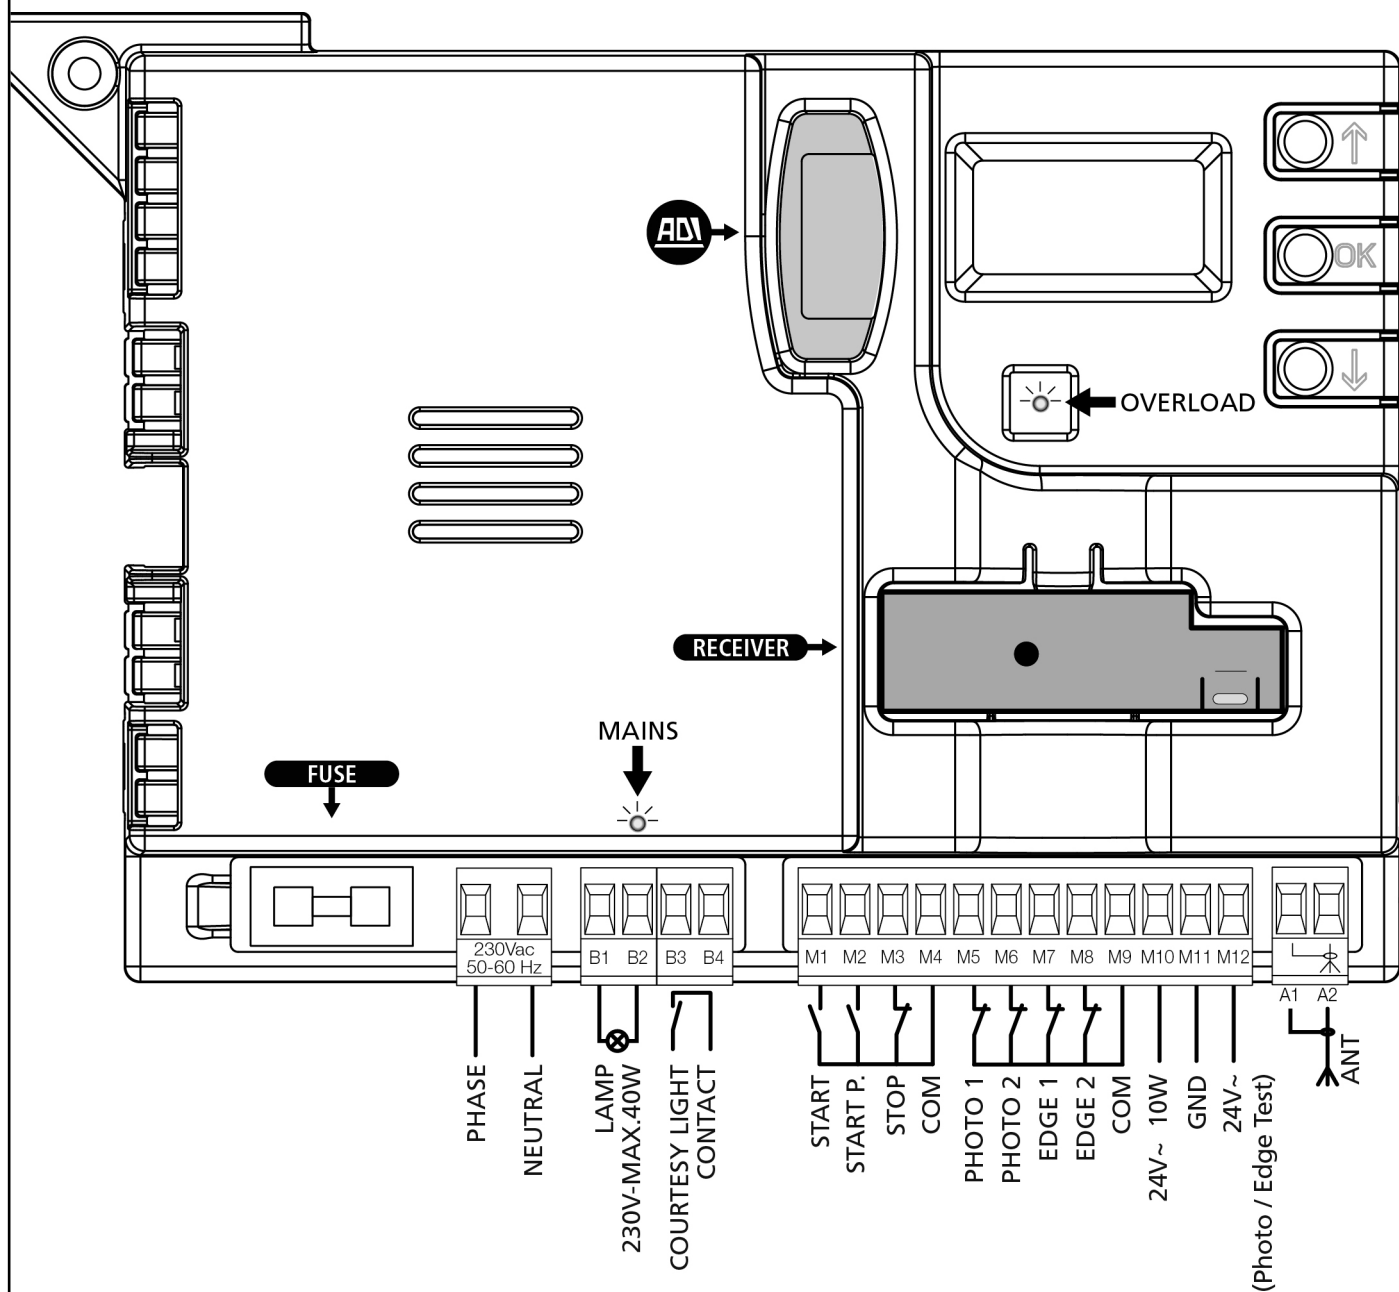 ADI
OK
OVERLOAD
RECEIVER
MAINS
FUSE
230Vac
50-60 Hz
B1 B2 B3 B4
M1 M2 M3 M4 M5 M6 M7 M8 M9 M10 M11 M12
A1 A2
PHASE
NEUTRAL
LAMP
230V-MAX.40W
COURTESY LIGHT
CONTACT
START
START P.
STOP
COM
PHOTO 1
PHOTO 2
EDGE 1
EDGE 2
COM
24V~ 10W
GND
24V~
(Photo / Edge Test)
ANT